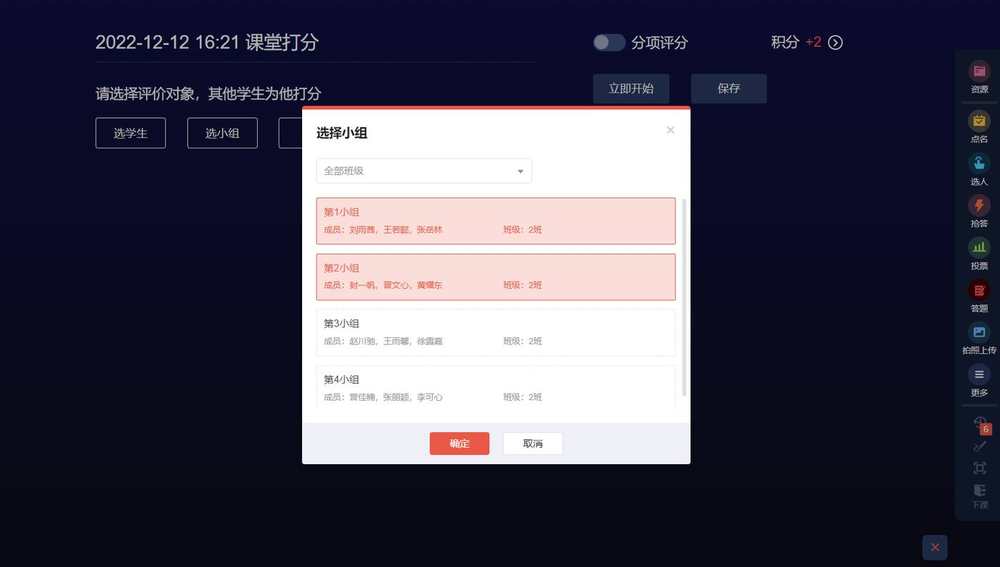 2022-12-12 16:21 课堂打分
分项评分
积分 +2
请选择评价对象，其他学生为他打分
立即开始
保存
选学生
选小组
选择小组
全部班级
第1小组
成员：刘雨茜，王若懿，张岳林 班级：2班
第2小组
成员：封一帆，晋文心，黄耀东 班级：2班
第3小组
成员：赵川驰，王雨馨，徐露嘉 班级：2班
第4小组
成员：曾佳楠，张丽颖，李可心 班级：2班
确定
取消
资源
点名
选人
抢答
投票
答题
拍照上传
更多
6
下课